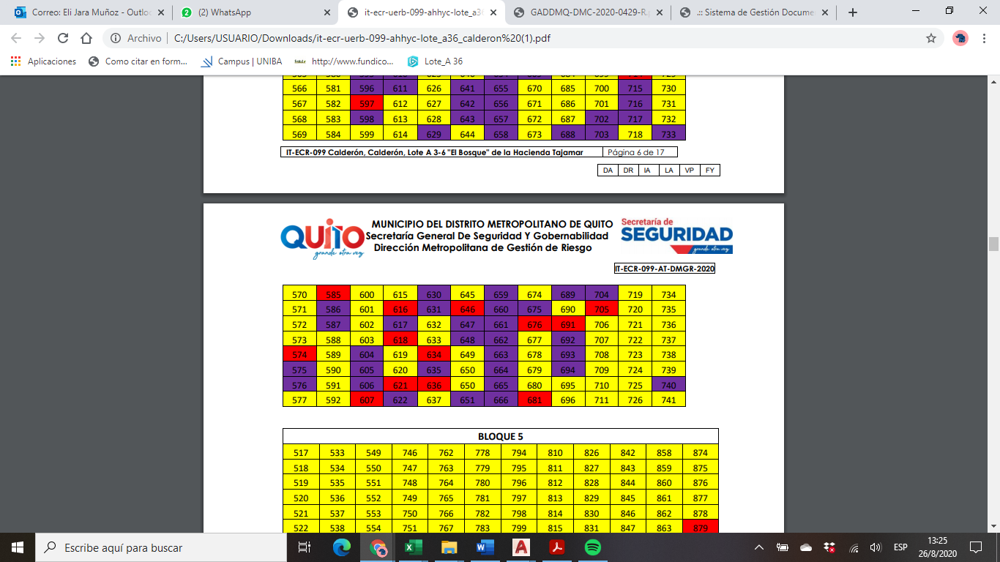 Correo: Eli Jara Muñoz - Outlo
(2) WhatsApp
it-ecr-uerb-099-ahhyc-lote_a36
GADDMQ-DMC-2020-0429-R.p
.:: Sistema de Gestión Docume
Archivo
C:/Users/USUARIO/Downloads/it-ecr-uerb-099-ahhyc-lote_a36_calderon%20(1).pdf
Aplicaciones
Como citar en form...
Campus | UNIBA
http://www.fundico...
Lote_A 36
566 581 596 611 626 641 655 670 685 700 715 730
567 582 597 612 627 642 656 671 686 701 716 731
568 583 598 613 628 643 657 672 687 702 717 732
569 584 599 614 629 644 658 673 688 703 718 733
IT-ECR-099 Calderón, Calderón, Lote A 3-6 "El Bosque" de la Hacienda Tajamar Página 6 de 17
DA DR IA LA VP FY
QUITO
grande otra vez
MUNICIPIO DEL DISTRITO METROPOLITANO DE QUITO
Secretaría General De Seguridad Y Gobernabilidad
Dirección Metropolitana de Gestión de Riesgo
Secretaría de
SEGURIDAD
grande otra vez
IT-ECR-099-AT-DMGR-2020
570 585 600 615 630 645 659 674 689 704 719 734
571 586 601 616 631 646 660 675 690 705 720 735
572 587 602 617 632 647 661 676 691 706 721 736
573 588 603 618 633 648 662 677 692 707 722 737
574 589 604 619 634 649 663 678 693 708 723 738
575 590 605 620 635 650 664 679 694 709 724 739
576 591 606 621 636 650 665 680 695 710 725 740
577 592 607 622 637 651 666 681 696 711 726 741
BLOQUE 5
517 533 549 746 762 778 794 810 826 842 858 874
518 534 550 747 763 779 795 811 827 843 859 875
519 535 551 748 764 780 796 812 828 844 860 876
520 536 552 749 765 781 797 813 829 845 861 877
521 537 553 750 766 782 798 814 830 846 862 878
522 538 554 751 767 783 799 815 831 847 863 879
Escribe aquí para buscar
ESP
13:25
26/8/2020